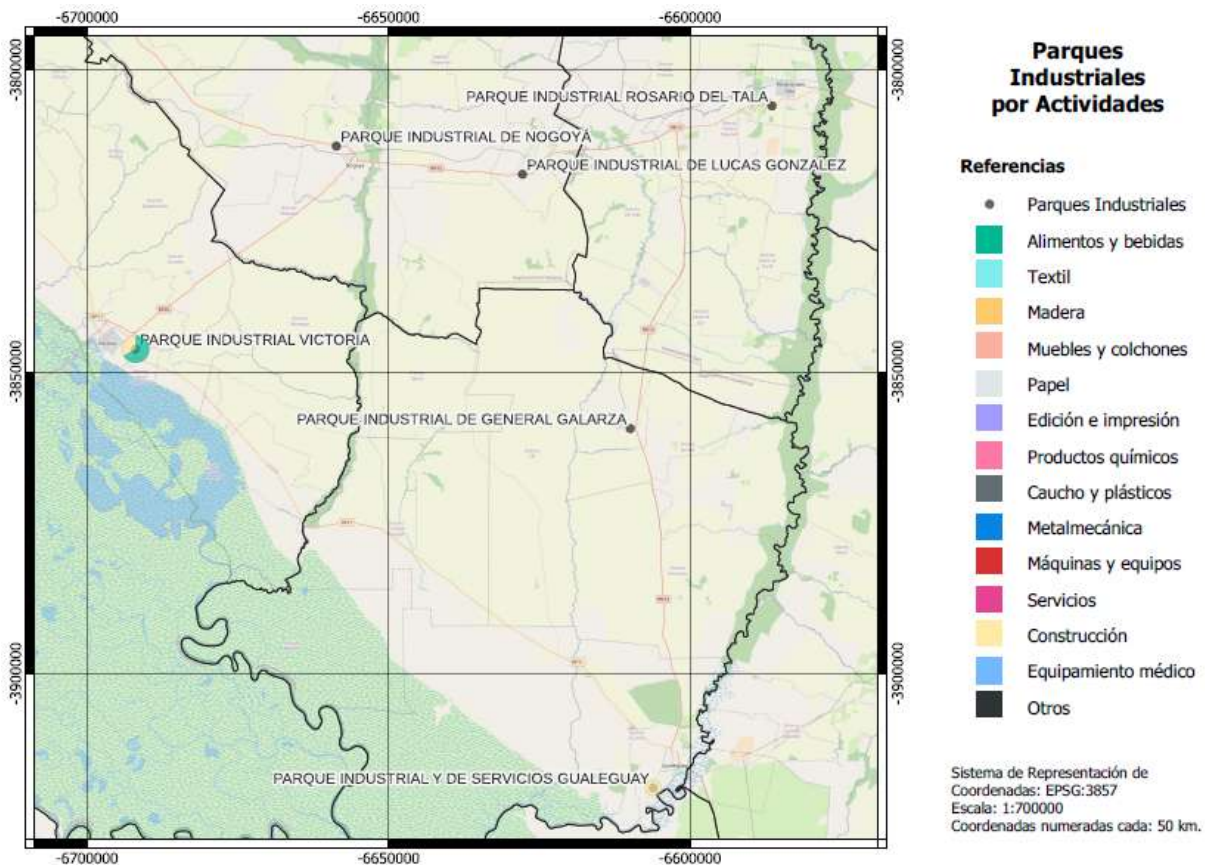 -6700000
-6650000
-6600000
-3800000
-3800000
PARQUE INDUSTRIAL ROSARIO DEL TALA
PARQUE INDUSTRIAL DE NOGOYÁ
PARQUE INDUSTRIAL DE LUCAS GONZALEZ
PARQUE INDUSTRIAL VICTORIA
-3850000
-3850000
PARQUE INDUSTRIAL DE GENERAL GALARZA
-3900000
-3900000
PARQUE INDUSTRIAL Y DE SERVICIOS GUALEGUAY
-6700000
-6650000
-6600000
Parques
Industriales
por Actividades
Referencias
Parques Industriales
Alimentos y bebidas
Textil
Madera
Muebles y colchones
Papel
Edición e impresión
Productos químicos
Caucho y plásticos
Metalmecánica
Máquinas y equipos
Servicios
Construcción
Equipamiento médico
Otros
Sistema de Representación de
Coordenadas: EPSG:3857
Escala: 1:700000
Coordenadas numeradas cada: 50 km.